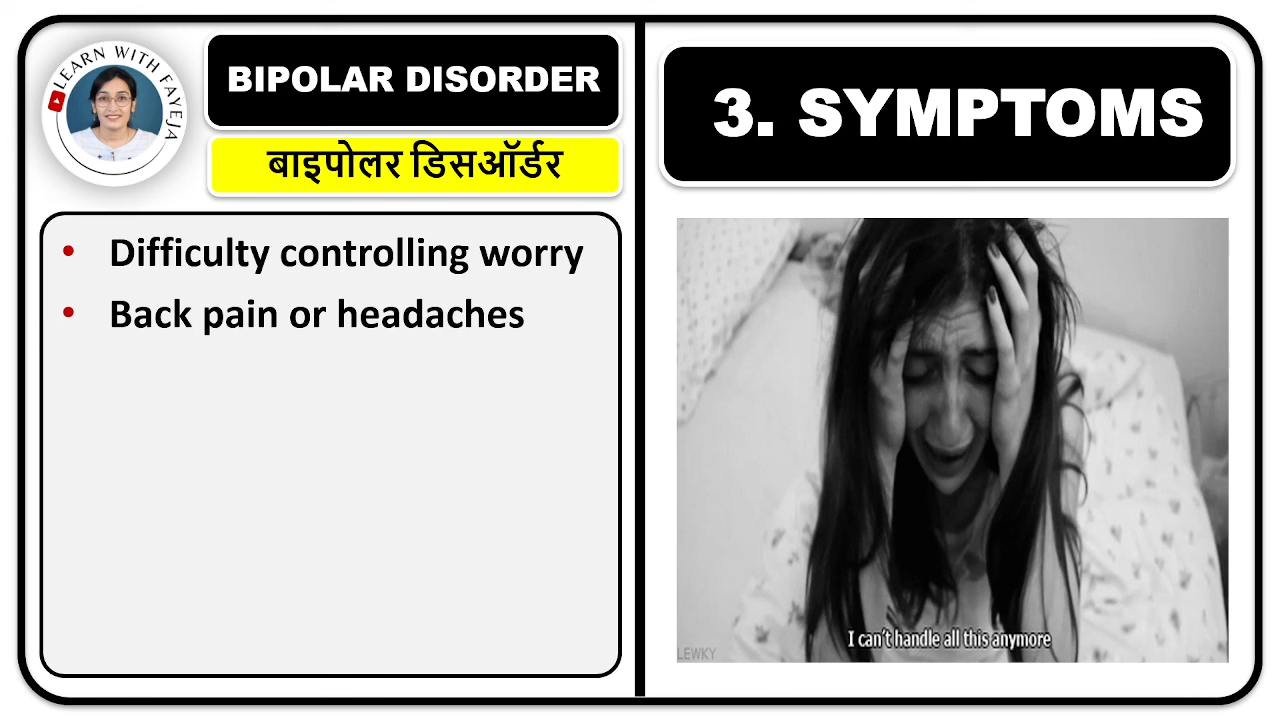 LEARN WITH FAYEJA
BIPOLAR DISORDER
बाइपोलर डिसऑर्डर
• Difficulty controlling worry
• Back pain or headaches
3. SYMPTOMS
I can't handle all this anymore
LEWKY